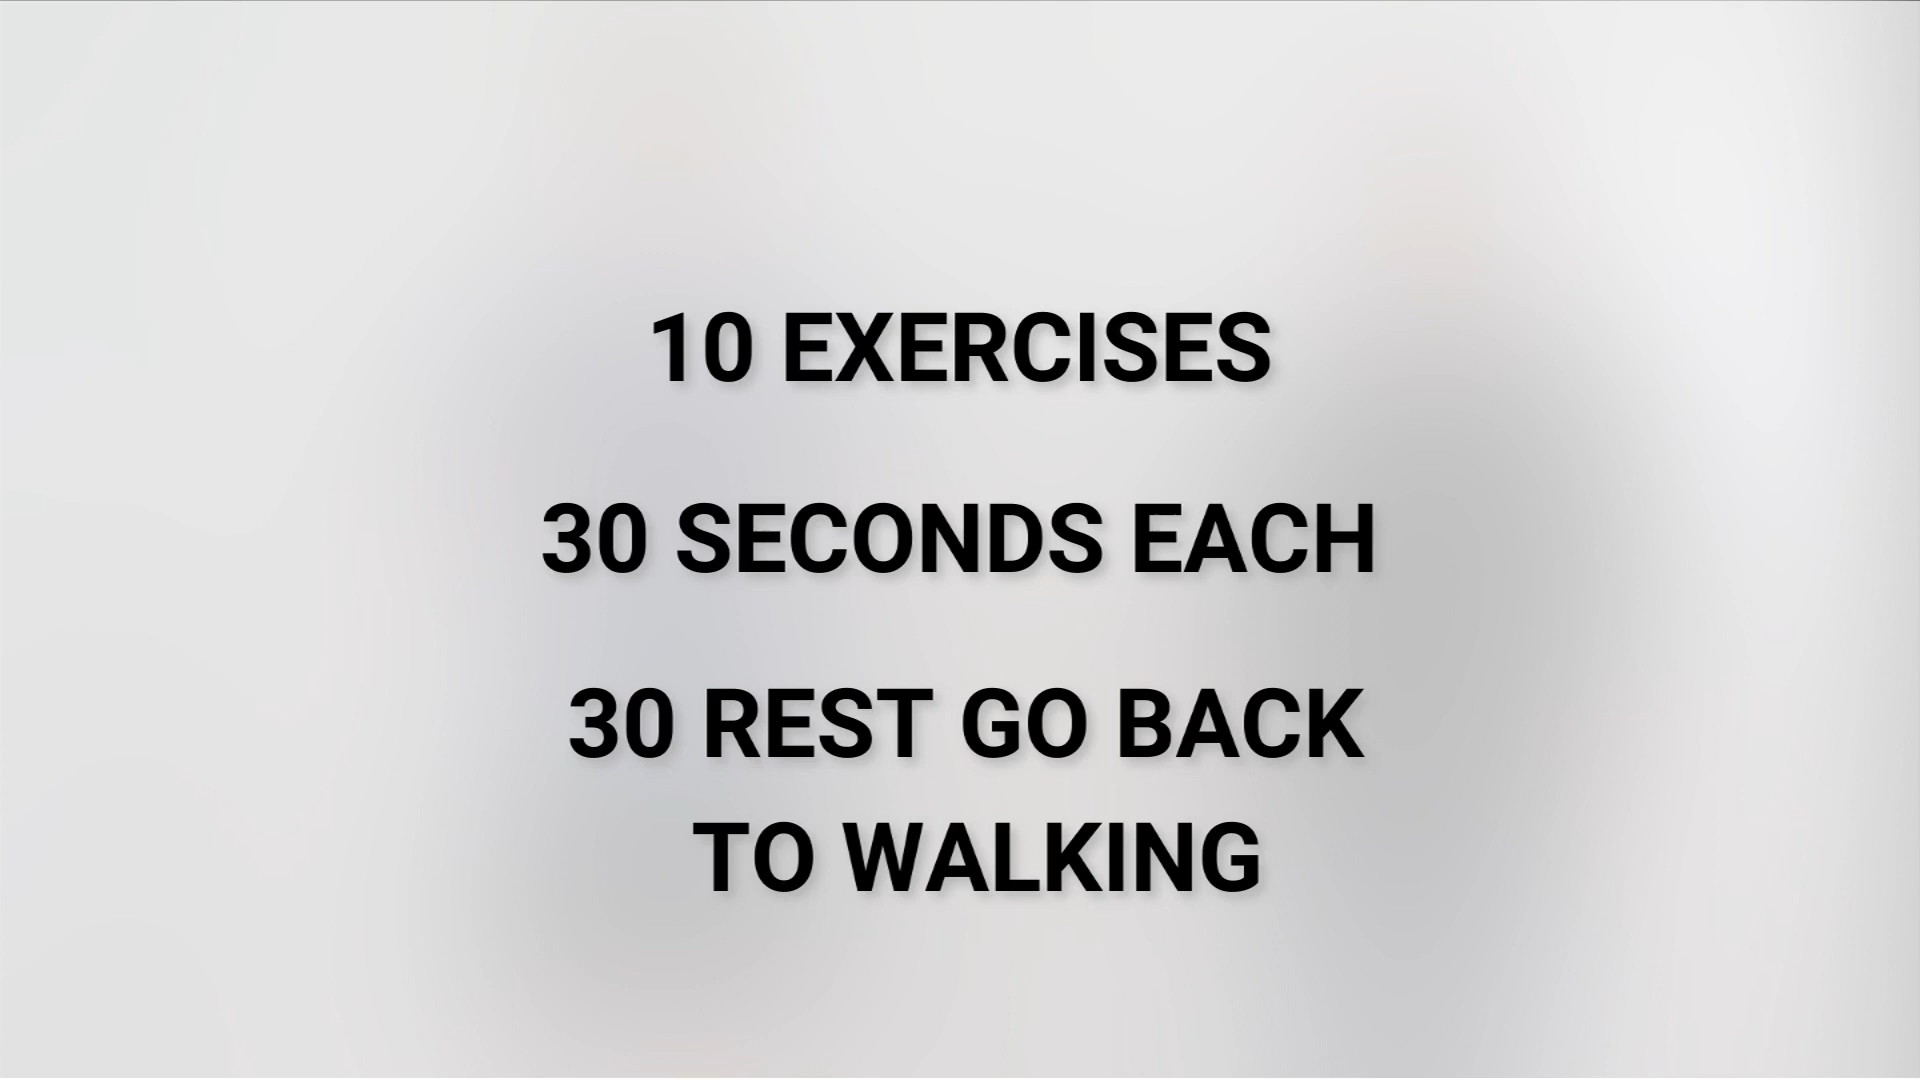 10 EXERCISES
30 SECONDS EACH
30 REST GO BACK
TO WALKING